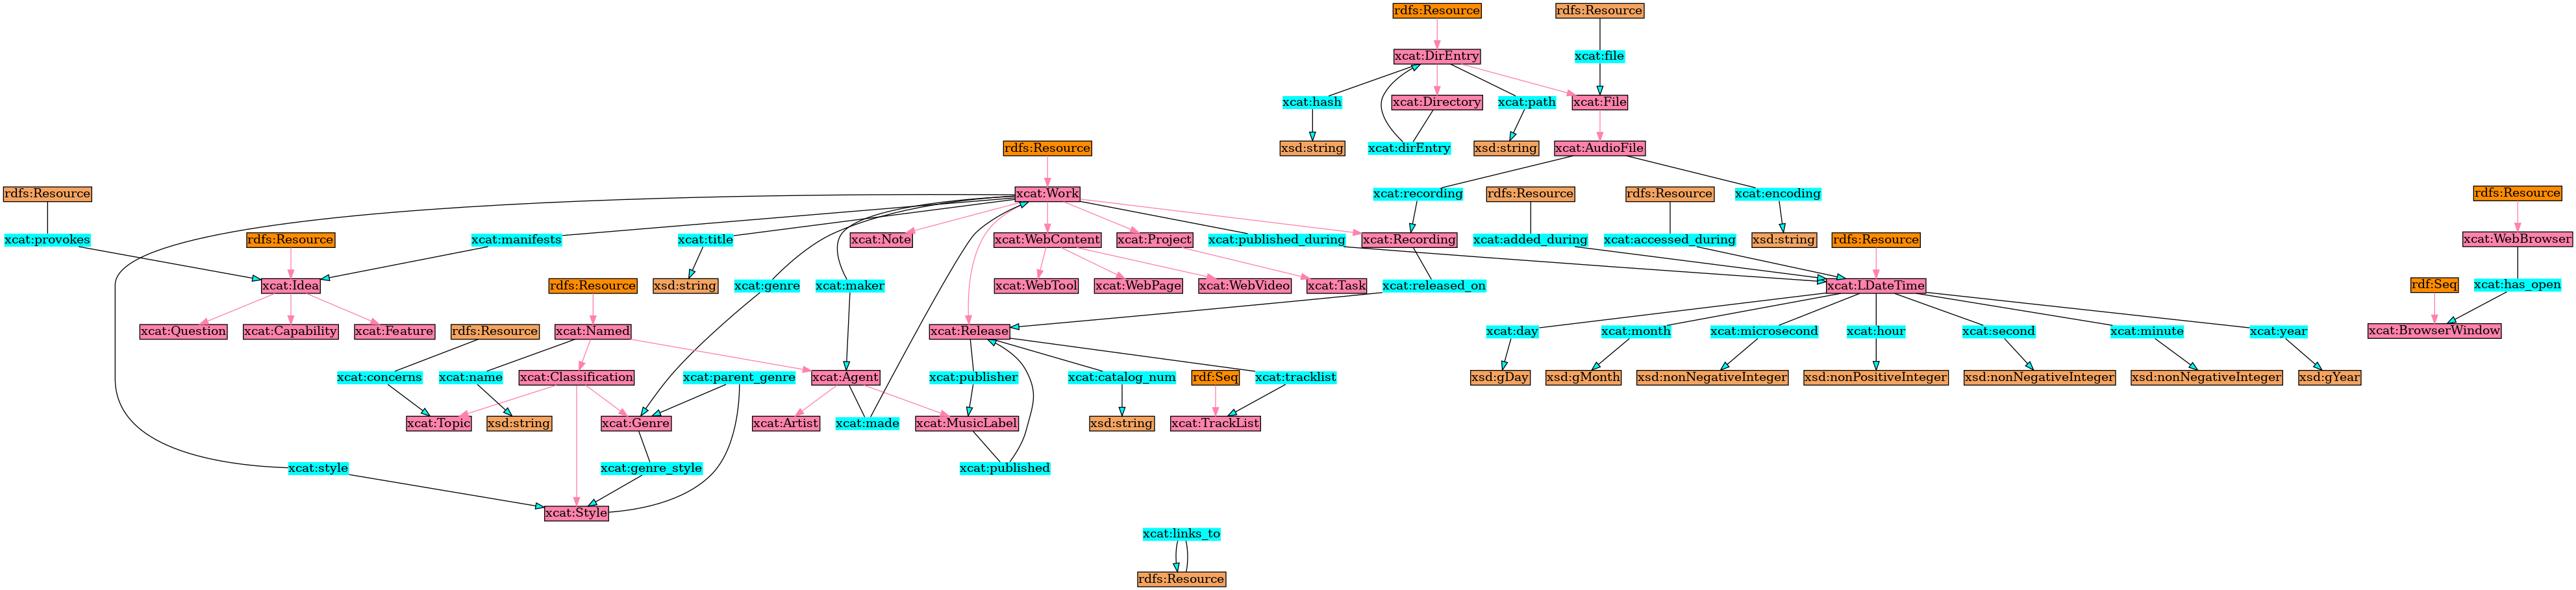 rdfs:Resource
rdfs:Resource
xcat:DirEntry
xcat:file
xcat:hash
xcat:Directory
xcat:path
xcat:File
rdfs:Resource
xsd:string
xcat:dirEntry
xsd:string
xcat:AudioFile
rdfs:Resource
xcat:Work
xcat:recording
rdfs:Resource
rdfs:Resource
xcat:encoding
rdfs:Resource
xcat:provokes
rdfs:Resource
xcat:manifests
xcat:title
xcat:Note
xcat:WebContent
xcat:Project
xcat:published_during
xcat:Recording
xcat:added_during
xcat:accessed_during
xsd:string
rdfs:Resource
xcat:WebBrowser
xcat:Idea
rdfs:Resource
xsd:string
xcat:genre
xcat:maker
xcat:WebTool
xcat:WebPage
xcat:WebVideo
xcat:Task
xcat:released_on
xcat:LDateTime
rdf:Seq
xcat:has_open
xcat:Question
xcat:Capability
xcat:Feature
rdfs:Resource
xcat:Named
xcat:Release
xcat:day
xcat:month
xcat:microsecond
xcat:hour
xcat:second
xcat:minute
xcat:year
xcat:BrowserWindow
xcat:concerns
xcat:name
xcat:Classification
xcat:parent_genre
xcat:Agent
xcat:publisher
xcat:catalog_num
rdf:Seq
xcat:tracklist
xsd:gDay
xsd:gMonth
xsd:nonNegativeInteger
xsd:nonPositiveInteger
xsd:nonNegativeInteger
xsd:nonNegativeInteger
xsd:gYear
xcat:Topic
xsd:string
xcat:Genre
xcat:Artist
xcat:made
xcat:MusicLabel
xsd:string
xcat:TrackList
xcat:style
xcat:genre_style
xcat:published
xcat:Style
xcat:links_to
rdfs:Resource